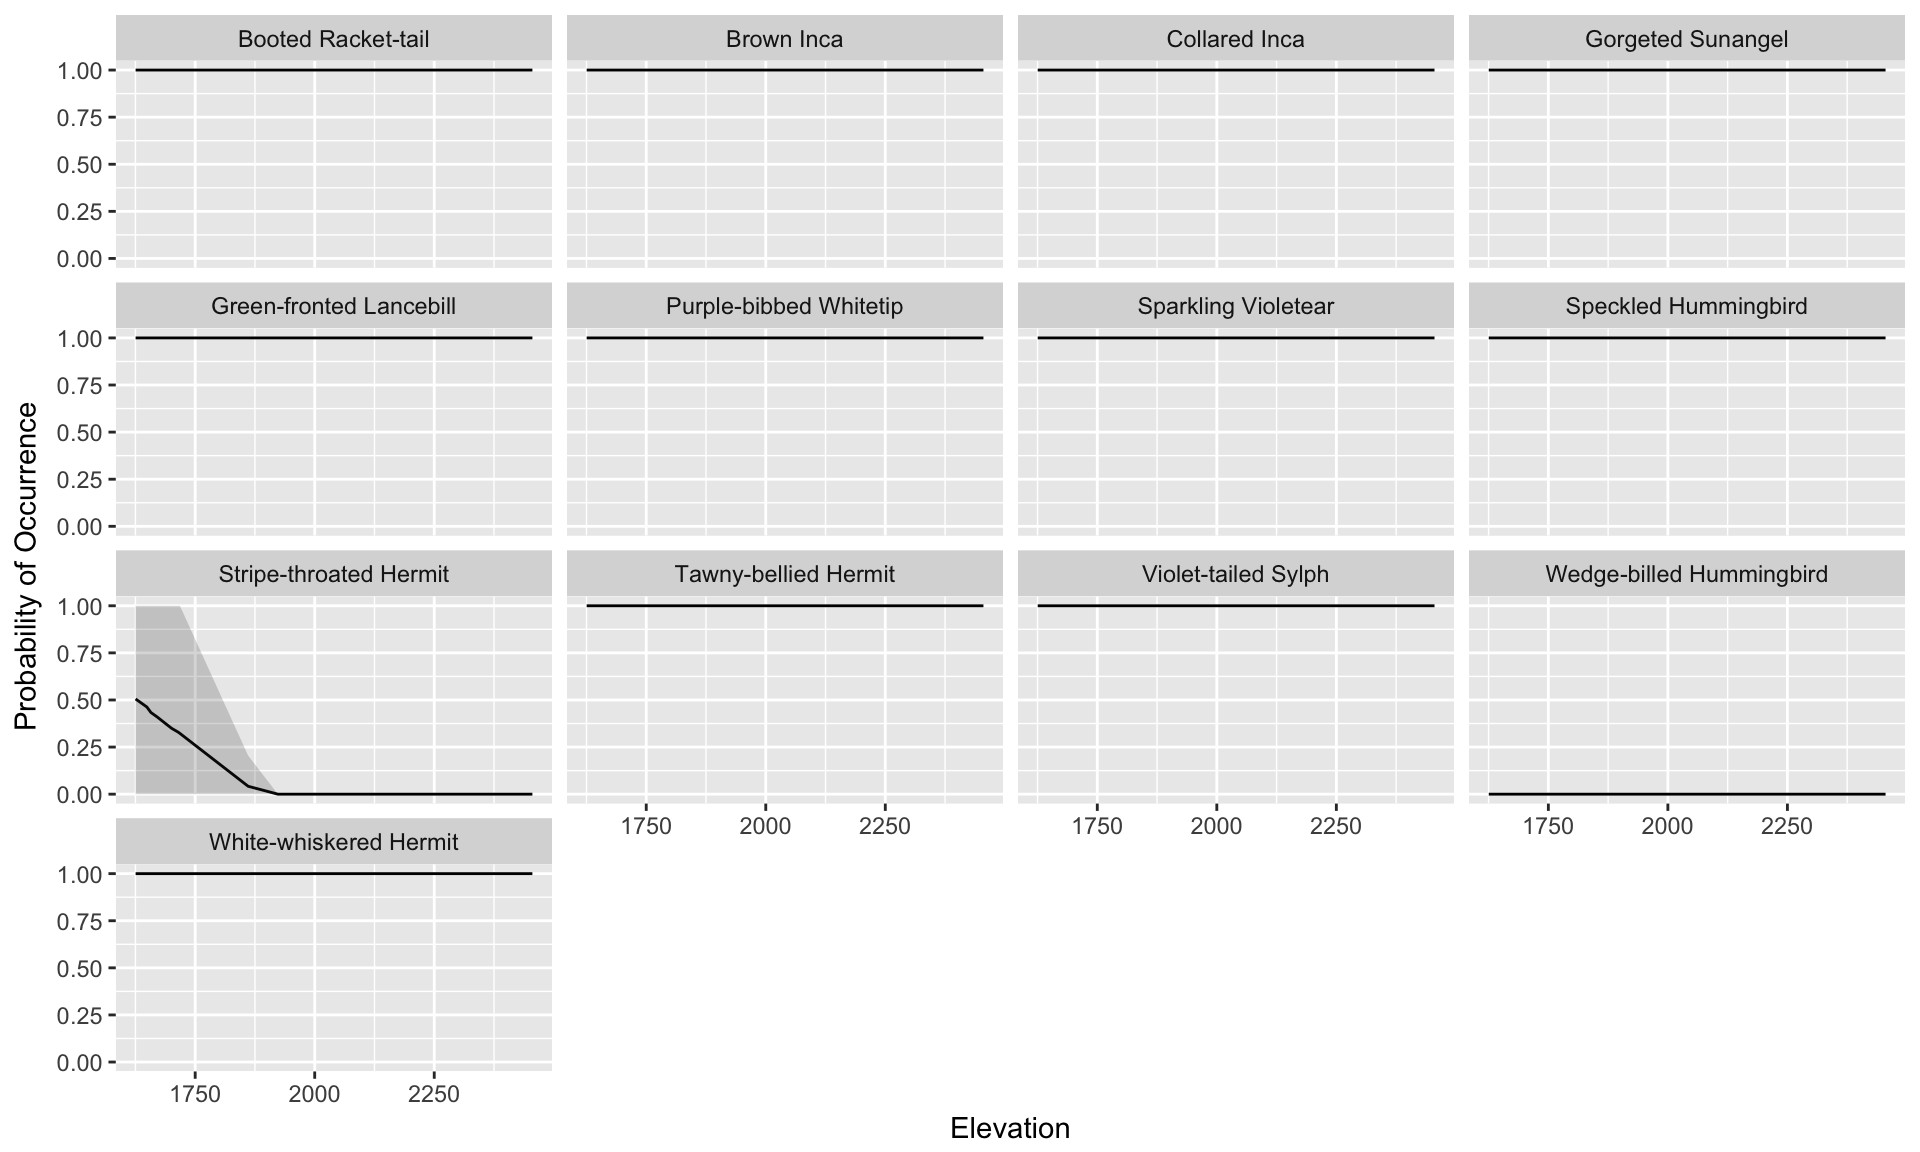 Booted Racket-tail
Brown Inca
Collared Inca
Gorgeted Sunangel
1.00
0.75
0.50
0.25
0.00
Green-fronted Lancebill
Purple-bibbed Whitetip
Sparkling Violetear
Speckled Hummingbird
1.00
0.75
0.50
0.25
0.00
Probability of Occurrence
Stripe-throated Hermit
Tawny-bellied Hermit
Violet-tailed Sylph
Wedge-billed Hummingbird
1.00
0.75
0.50
0.25
0.00
1750 2000 2250
1750 2000 2250
1750 2000 2250
White-whiskered Hermit
1.00
0.75
0.50
0.25
0.00
1750 2000 2250
Elevation